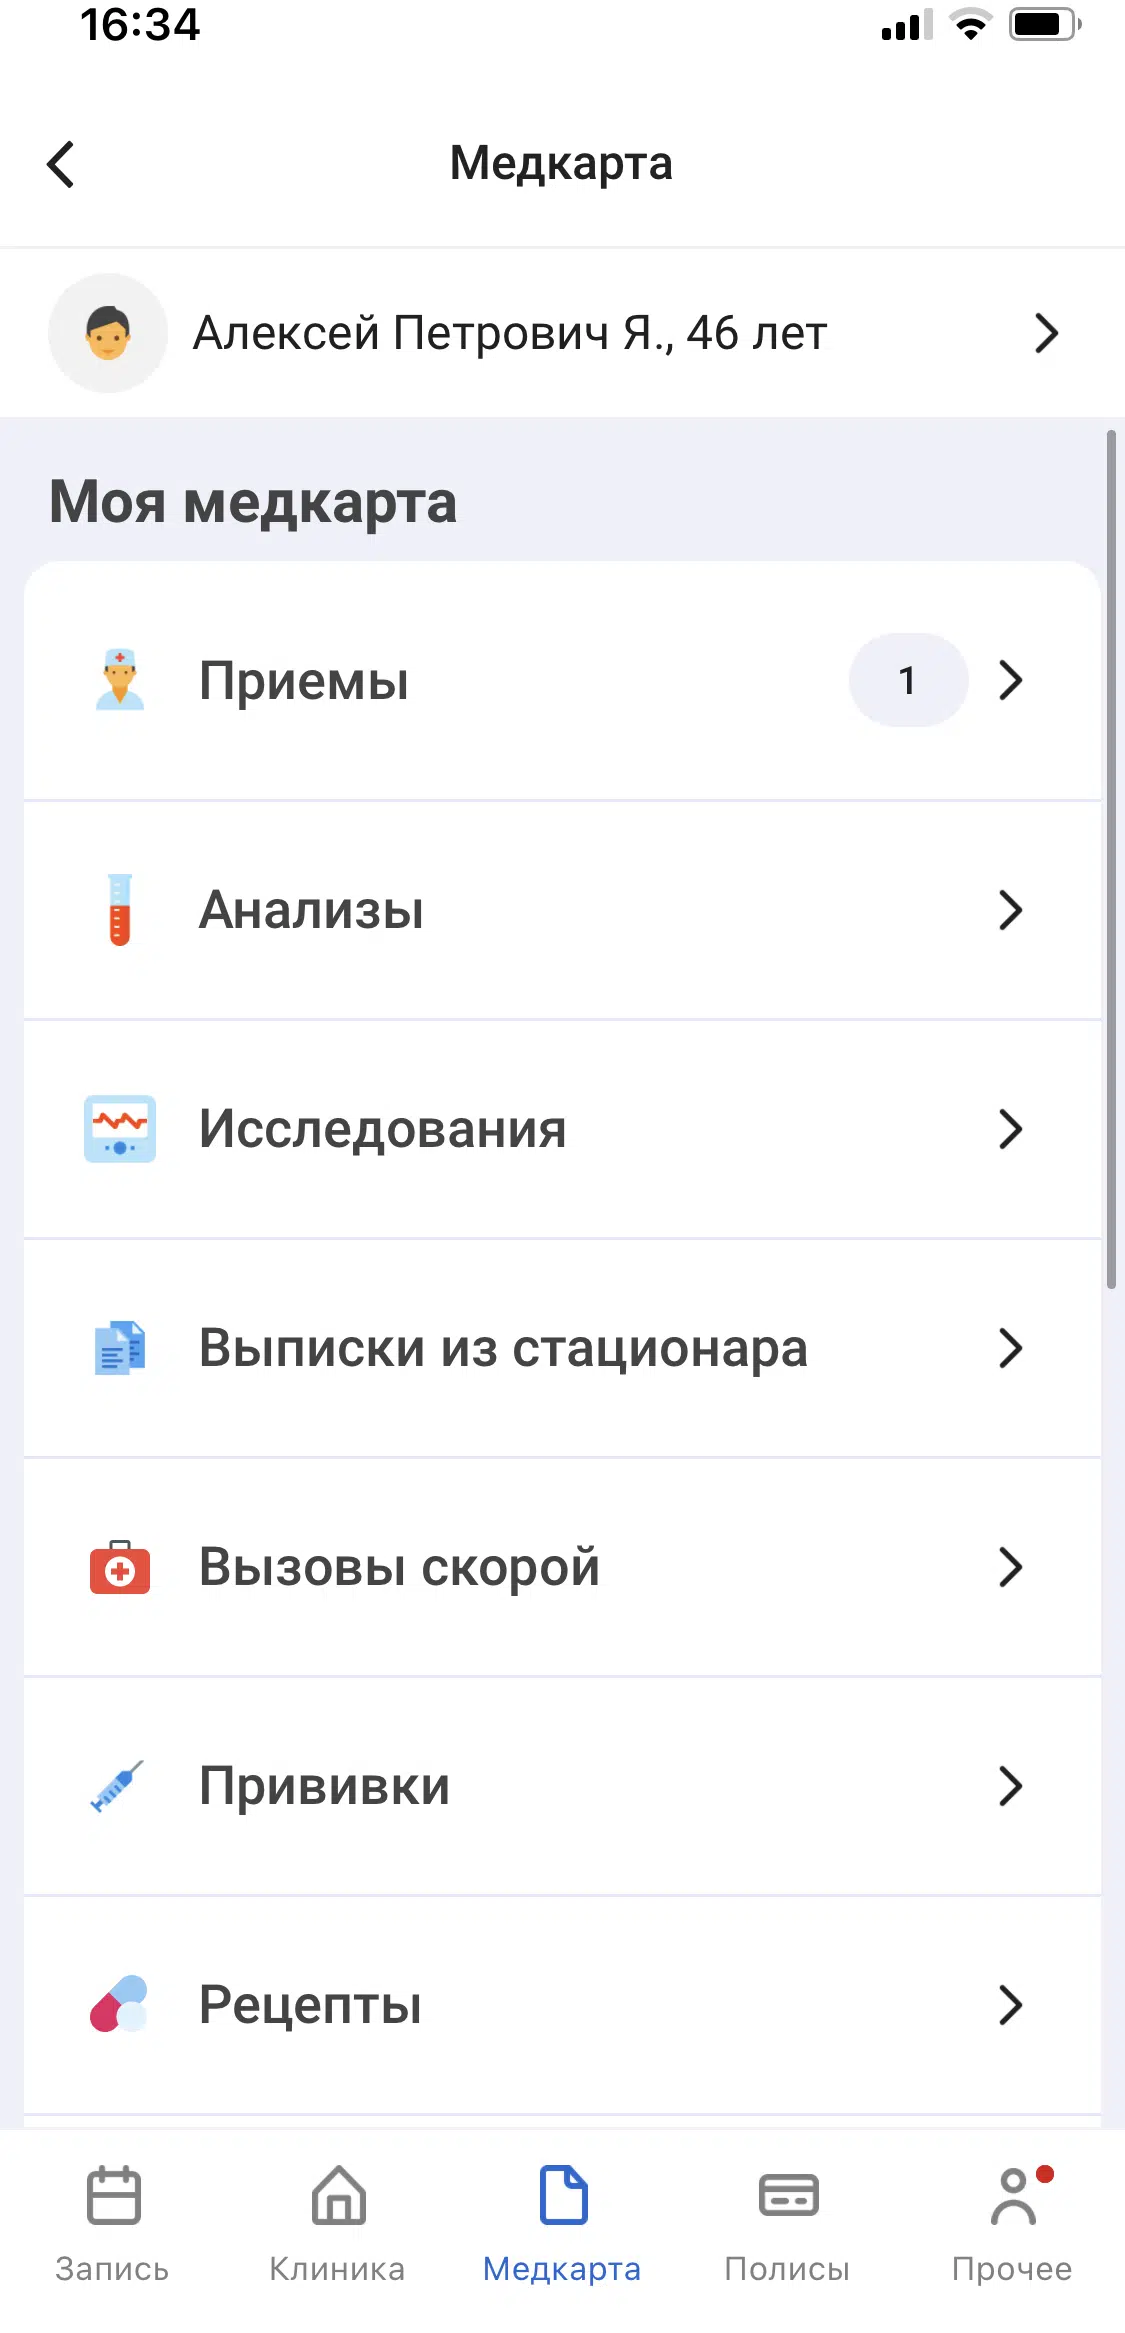 16:34
Медкарта
Алексей Петрович Я., 46 лет
Моя медкарта
Приемы 1
Анализы
Исследования
Выписки из стационара
Вызовы скорой
Прививки
Рецепты
Запись Клиника Медкарта Полисы Прочее